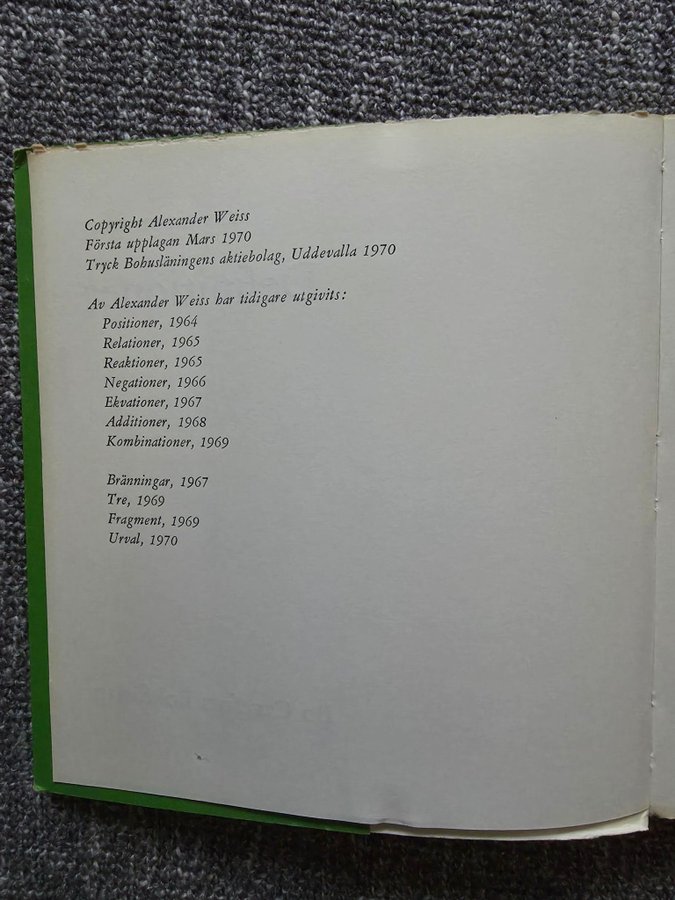 Copyright Alexander Weiss
Första upplagan Mars 1970
Tryck Bohusläningens aktiebolag, Uddevalla 1970
Av Alexander Weiss har tidigare utgivits:
Positioner, 1964
Relationer, 1965
Reaktioner, 1965
Negationer, 1966
Ekvationer, 1967
Additioner, 1968
Kombinationer, 1969
Bränningar, 1967
Tre, 1969
Fragment, 1969
Urval, 1970